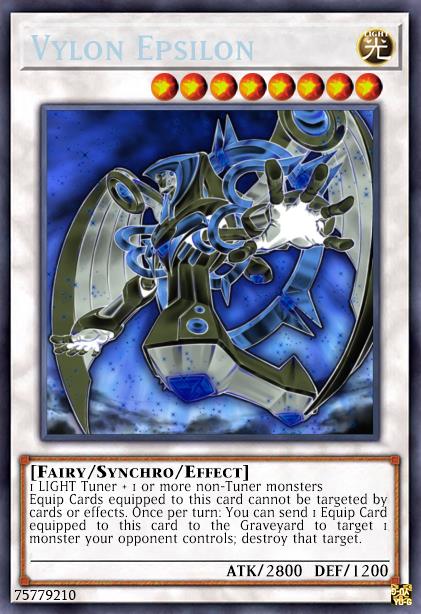 Vylon Epsilon
LIGHT
光
[Fairy/Synchro/Effect]
1 LIGHT Tuner + 1 or more non-Tuner monsters
Equip Cards equipped to this card cannot be targeted by
cards or effects. Once per turn: You can send 1 Equip Card
equipped to this card to the Graveyard to target 1
monster your opponent controls; destroy that target.
ATK/2800 DEF/1200
75779210